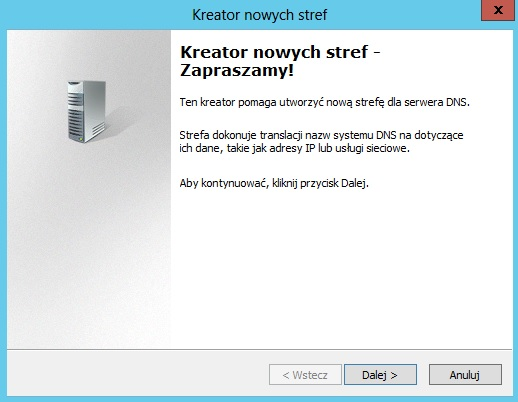 Kreator nowych stref
x
Kreator nowych stref -
Zapraszamy!
Ten kreator pomaga utworzyć nową strefę dla serwera DNS.
Strefa dokonuje translacji nazw systemu DNS na dotyczące
ich dane, takie jak adresy IP lub usługi sieciowe.
Aby kontynuować, kliknij przycisk Dalej.
< Wstecz
Dalej >
Anuluj